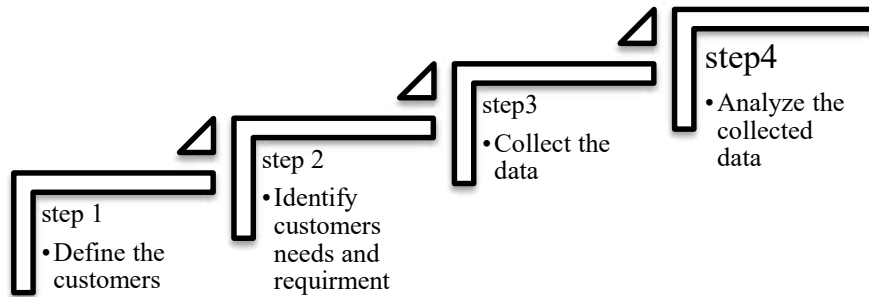 step 1
•Define the
customers
step 2
•Identify
customers
needs and
requirment
step3
•Collect the
data
step4
•Analyze the
collected
data